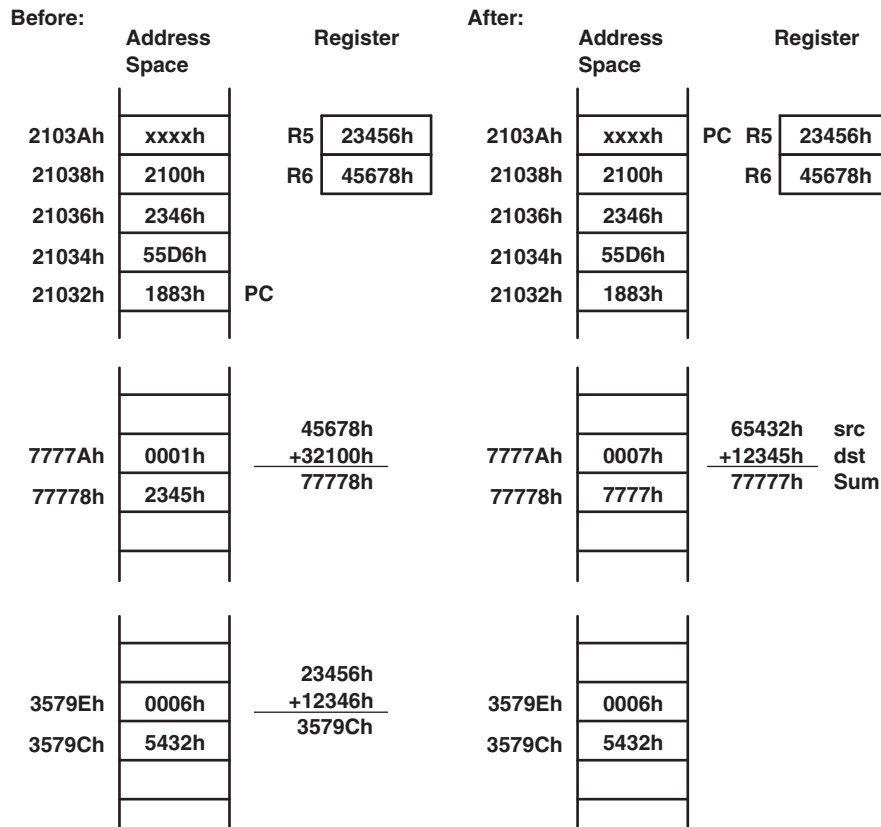 Before:
Address Space
Register
2103Ah xxxxh R5 23456h
21038h 2100h R6 45678h
21036h 2346h
21034h 55D6h
21032h 1883h PC
45678h
7777Ah 0001h +32100h
77778h 2345h 77778h
23456h
3579Eh 0006h +12346h
3579Ch 5432h 3579Ch
After:
Address Space
Register
2103Ah xxxxh PC R5 23456h
21038h 2100h R6 45678h
21036h 2346h
21034h 55D6h
21032h 1883h
65432h src
7777Ah 0007h +12345h dst
77778h 7777h 77777h Sum
3579Eh 0006h
3579Ch 5432h